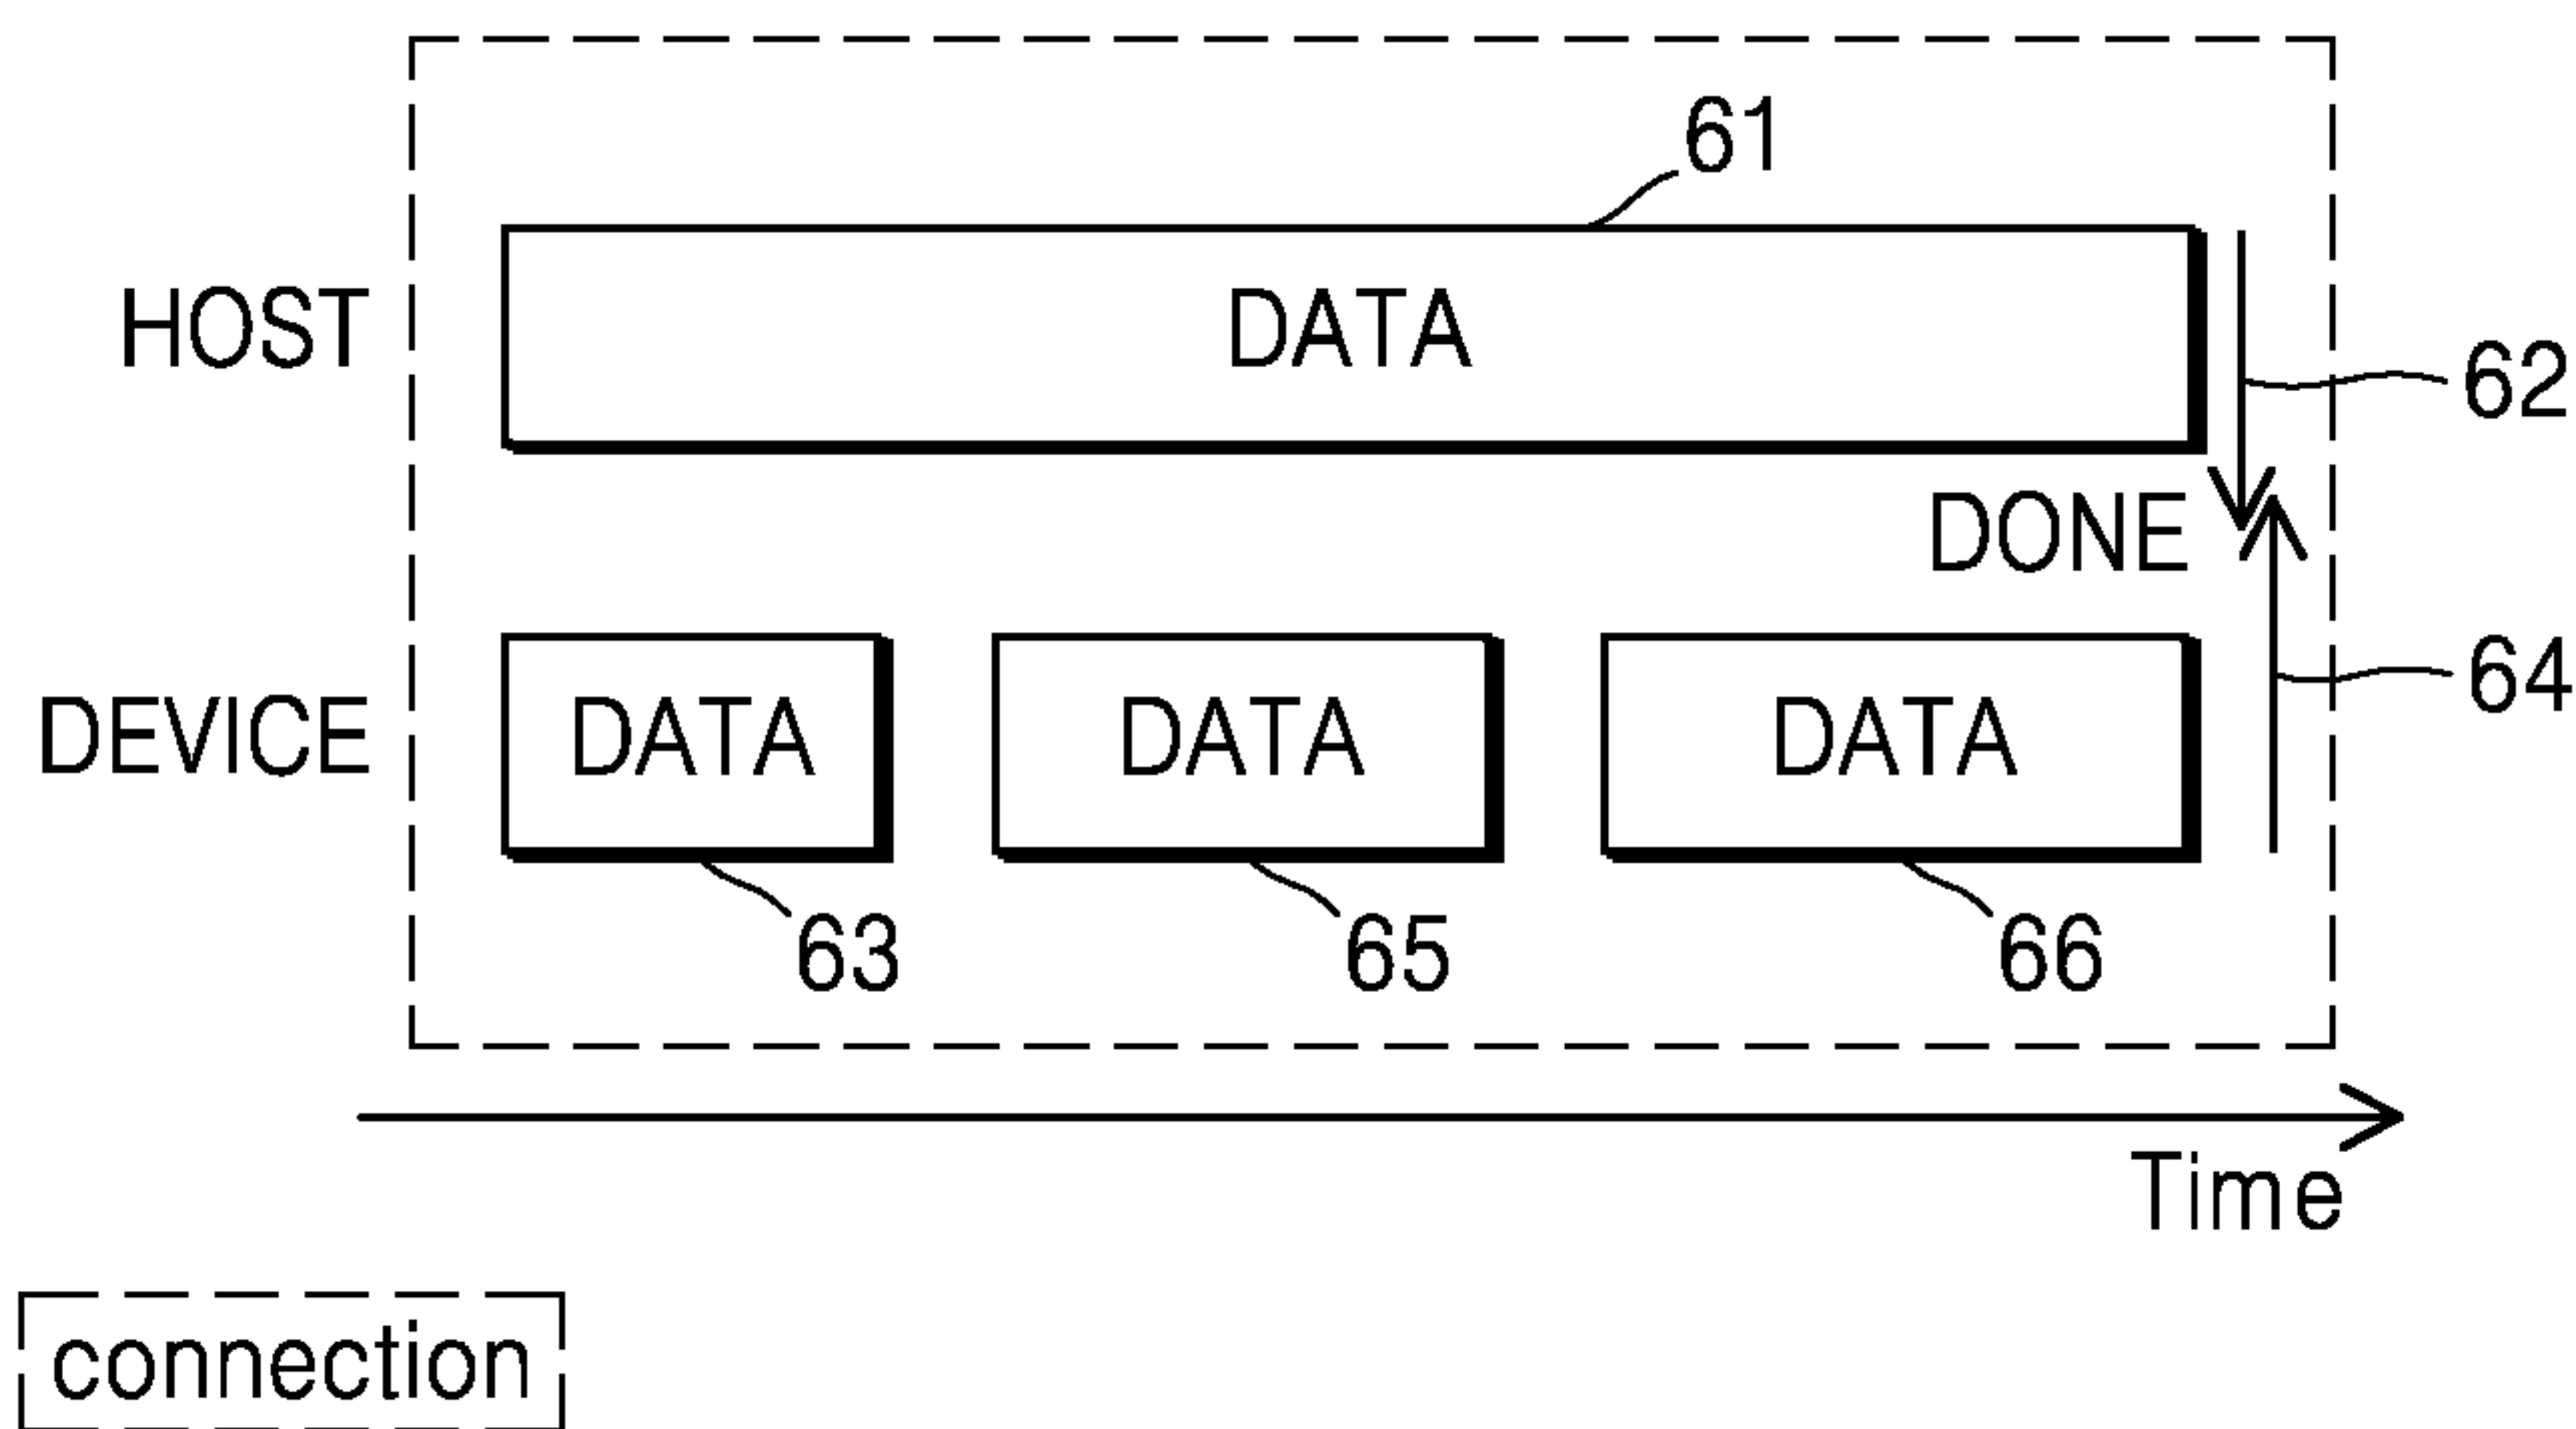 61
HOST DATA
62
DONE
DEVICE DATA DATA DATA
64
63 65 66
Time
connection